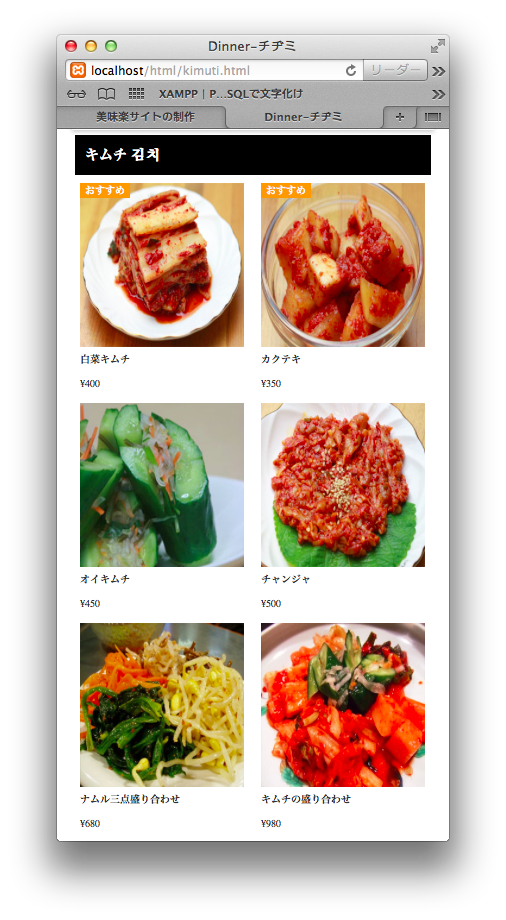 Dinner-チヂミ
localhost/html/kimuti.html
リーダー
XAMPP | P...SQLで文字化け
美味楽サイトの制作
Dinner-チヂミ
キムチ 김치
おすすめ
おすすめ
白菜キムチ
カクテキ
¥400
¥350
オイキムチ
チャンジャ
¥450
¥500
ナムル三点盛り合わせ
キムチの盛り合わせ
¥680
¥980